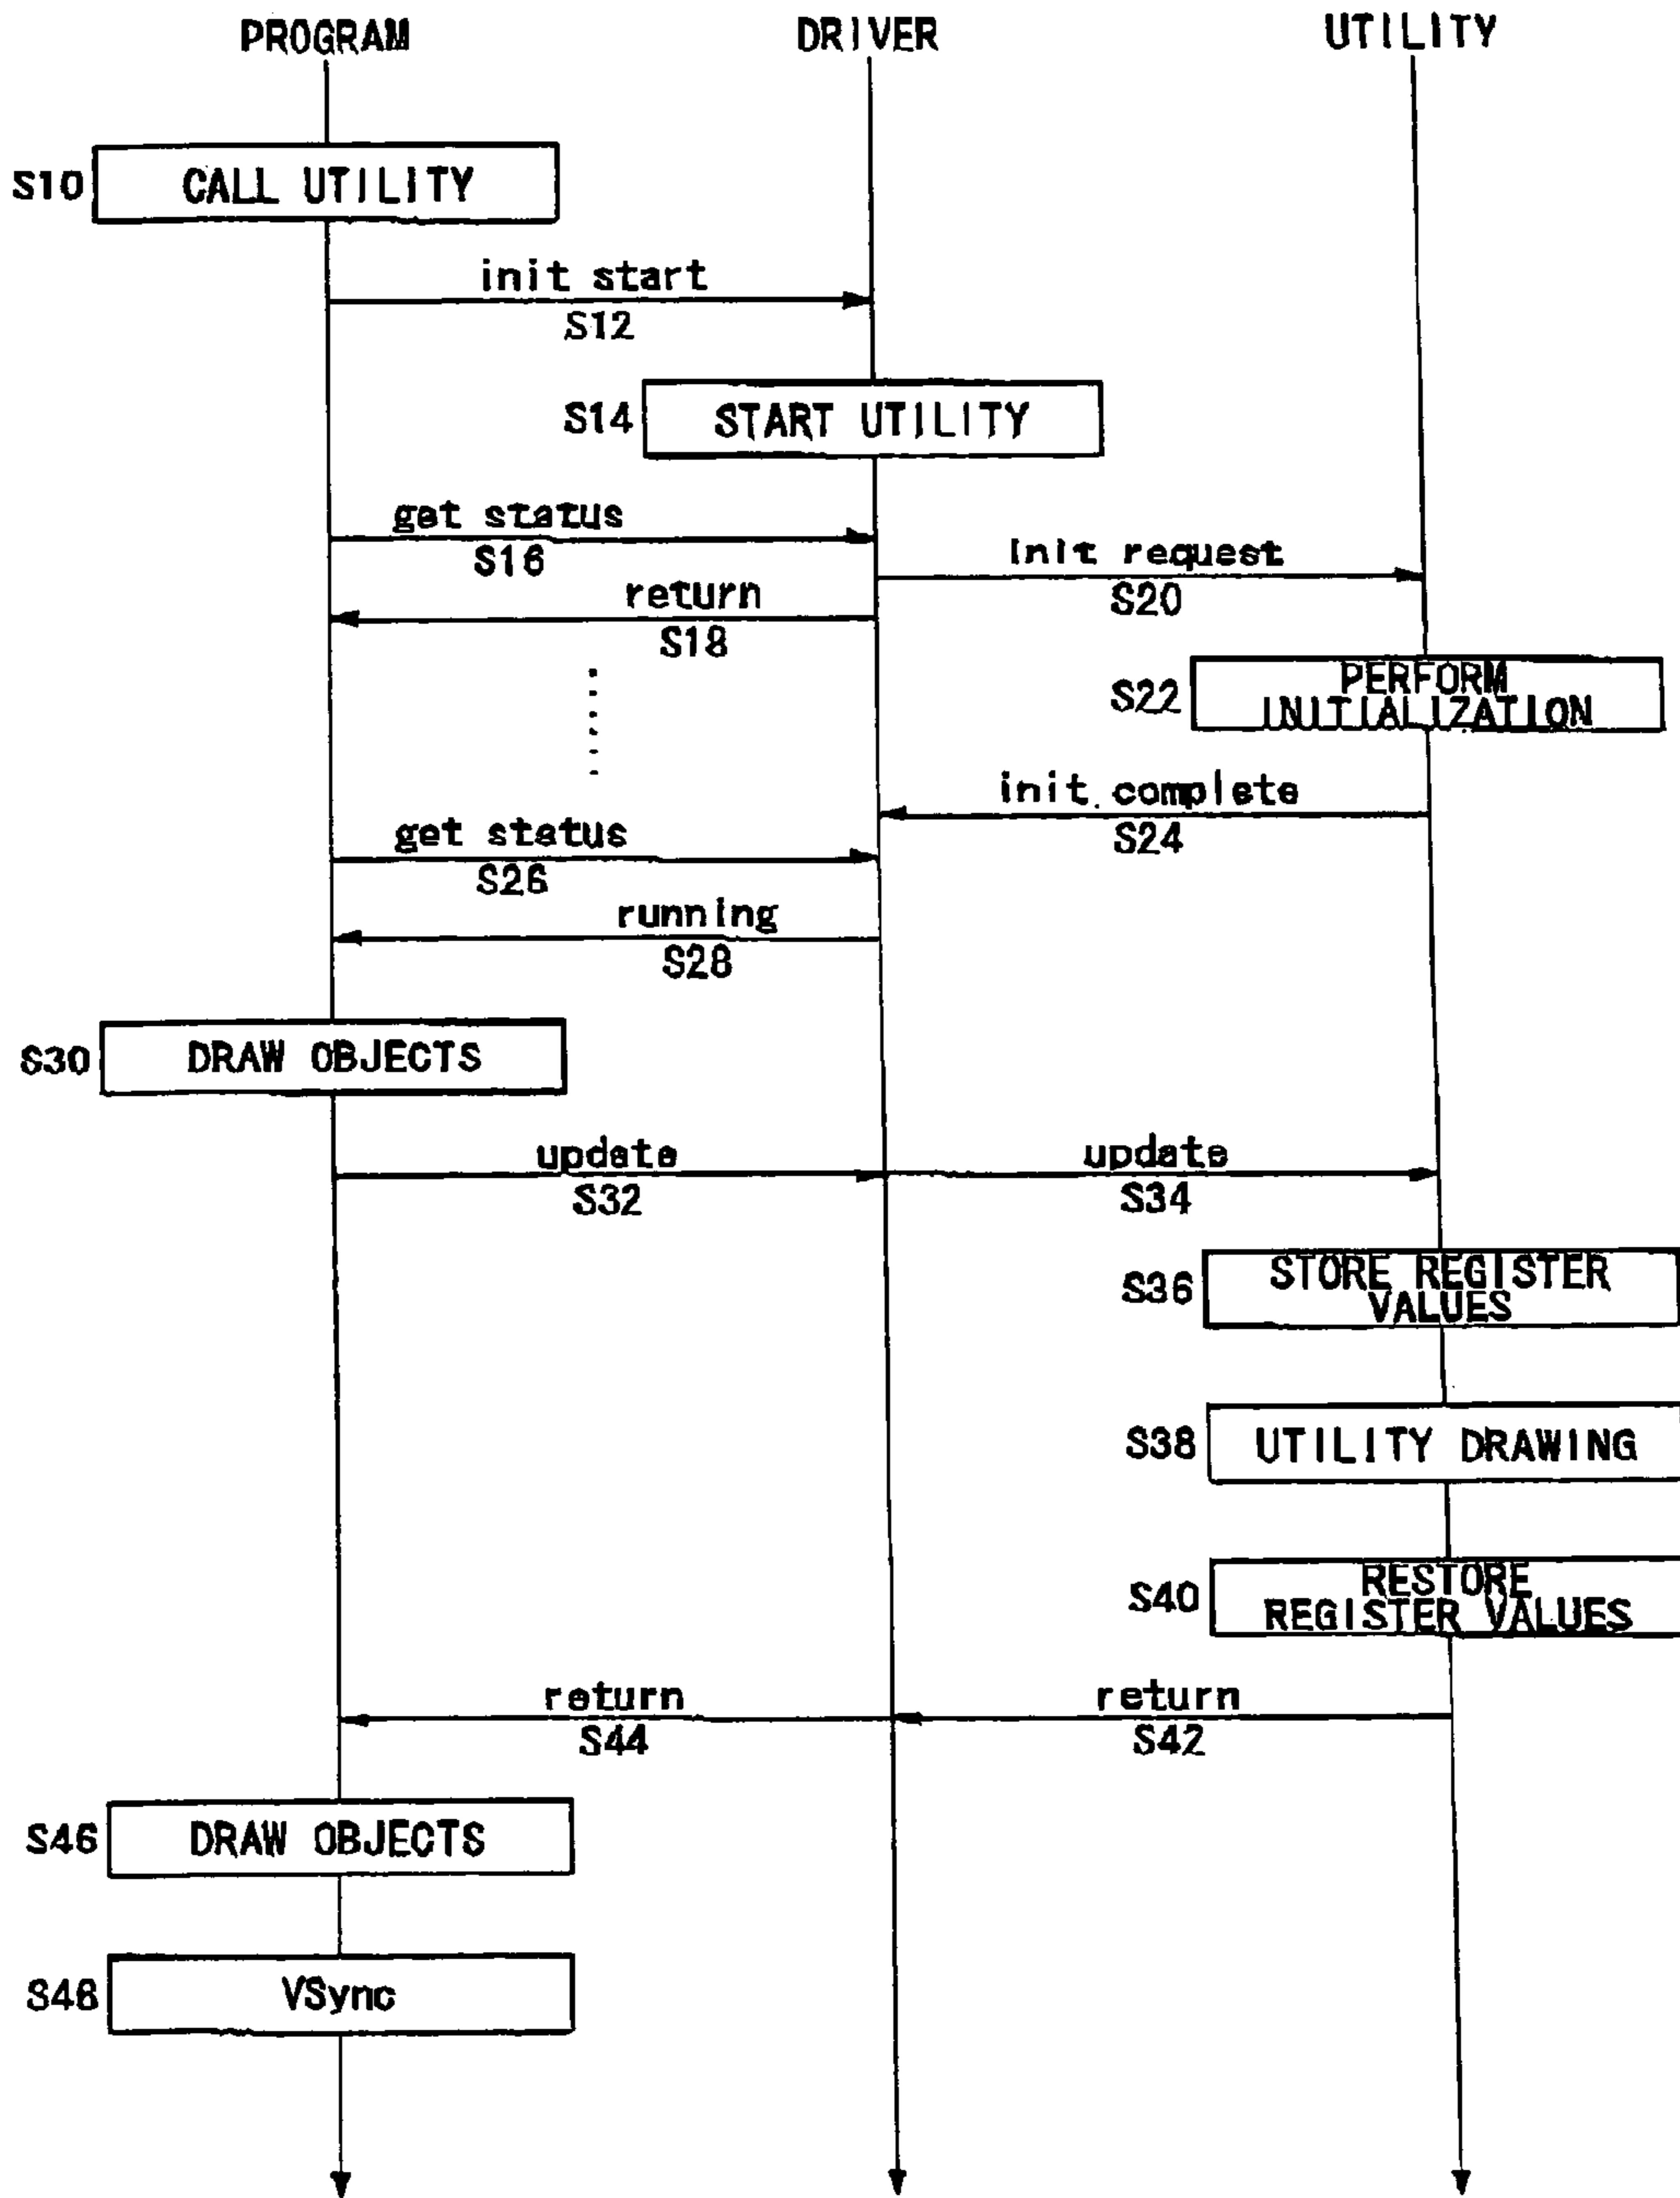 PROGRAM
DRIVER
UTILITY
S10
CALL UTILITY
init start
S12
S14
START UTILITY
get status
S16
init request
S20
return
S18
S22
PERFORM
INITIALIZATION
init complete
S24
get status
S26
running
S28
S30
DRAW OBJECTS
update
S32
update
S34
S36
STORE REGISTER
VALUES
S38
UTILITY DRAWING
S40
RESTORE
REGISTER VALUES
return
S44
return
S42
S46
DRAW OBJECTS
S48
VSync